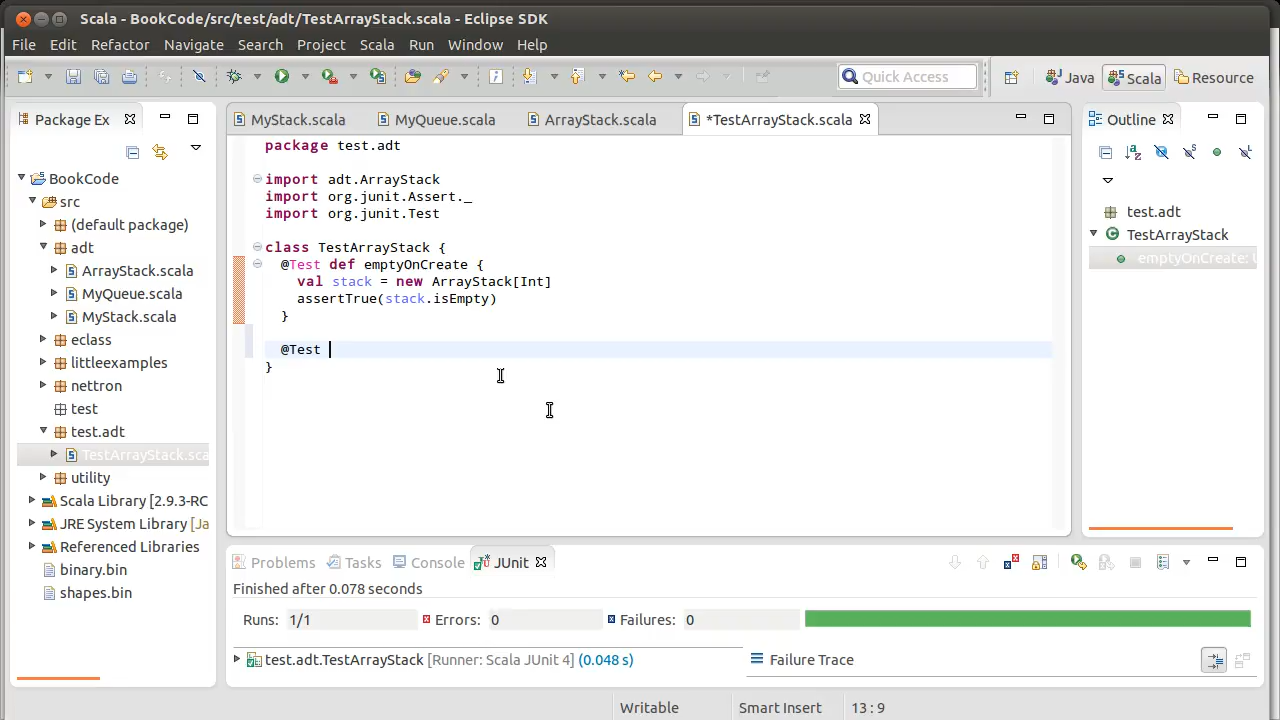 Scala - BookCode/src/test/adt/TestArrayStack.scala - Eclipse SDK
File Edit Refactor Navigate Search Project Scala Run Window Help
Quick Access
Java
Scala
Resource
Package Ex
MyStack.scala
MyQueue.scala
ArrayStack.scala
*TestArrayStack.scala
Outline
BookCode
src
(default package)
adt
ArrayStack.scala
MyQueue.scala
MyStack.scala
eclass
littleexamples
nettron
test
test.adt
TestArrayStack.sca
utility
Scala Library [2.9.3-RC
JRE System Library [Ja
Referenced Libraries
binary.bin
shapes.bin
package test.adt
import adt.ArrayStack
import org.junit.Assert._
import org.junit.Test
class TestArrayStack {
@Test def emptyOnCreate {
val stack = new ArrayStack[Int]
assertTrue(stack.isEmpty)
}
@Test
}
test.adt
TestArrayStack
emptyOnCreate: U
Problems
Tasks
Console
JUnit
Finished after 0.078 seconds
Runs: 1/1
Errors: 0
Failures: 0
test.adt.TestArrayStack [Runner: Scala JUnit 4] (0.048 s)
Failure Trace
Writable
Smart Insert
13 : 9